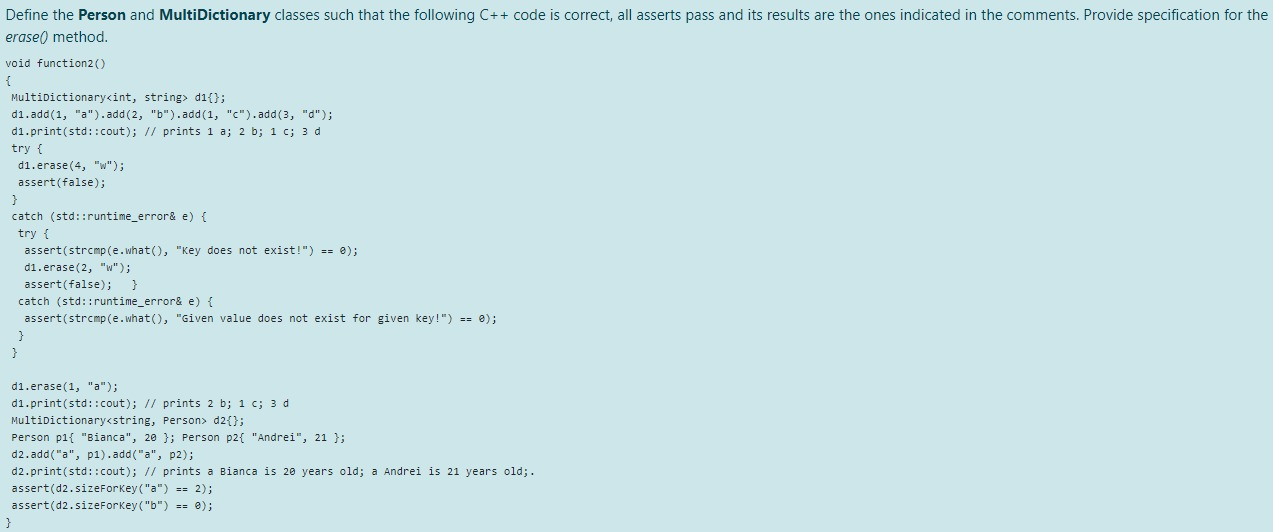 Define the Person and MultiDictionary classes such that the following C++ code is correct, all asserts pass and its results are the ones indicated in the comments. Provide specification for the
erase() method.
void function2()
{
MultiDictionary<int, string> d1{};
d1.add(1, "a").add(2, "b").add(1, "c").add(3, "d");
d1.print(std::cout); // prints 1 a; 2 b; 1 c; 3 d
try {
d1.erase(4, "w");
assert(false);
}
catch (std::runtime_error& e) {
try {
assert(strcmp(e.what(), "Key does not exist!") == 0);
d1.erase(2, "w");
assert(false);   }
catch (std::runtime_error& e) {
assert(strcmp(e.what(), "Given value does not exist for given key!") == 0);
}
}
d1.erase(1, "a");
d1.print(std::cout); // prints 2 b; 1 c; 3 d
MultiDictionary<string, Person> d2{};
Person p1{ "Bianca", 20 }; Person p2{ "Andrei", 21 };
d2.add("a", p1).add("a", p2);
d2.print(std::cout); // prints a Bianca is 20 years old; a Andrei is 21 years old;.
assert(d2.sizeForKey("a") == 2);
assert(d2.sizeForKey("b") == 0);
}